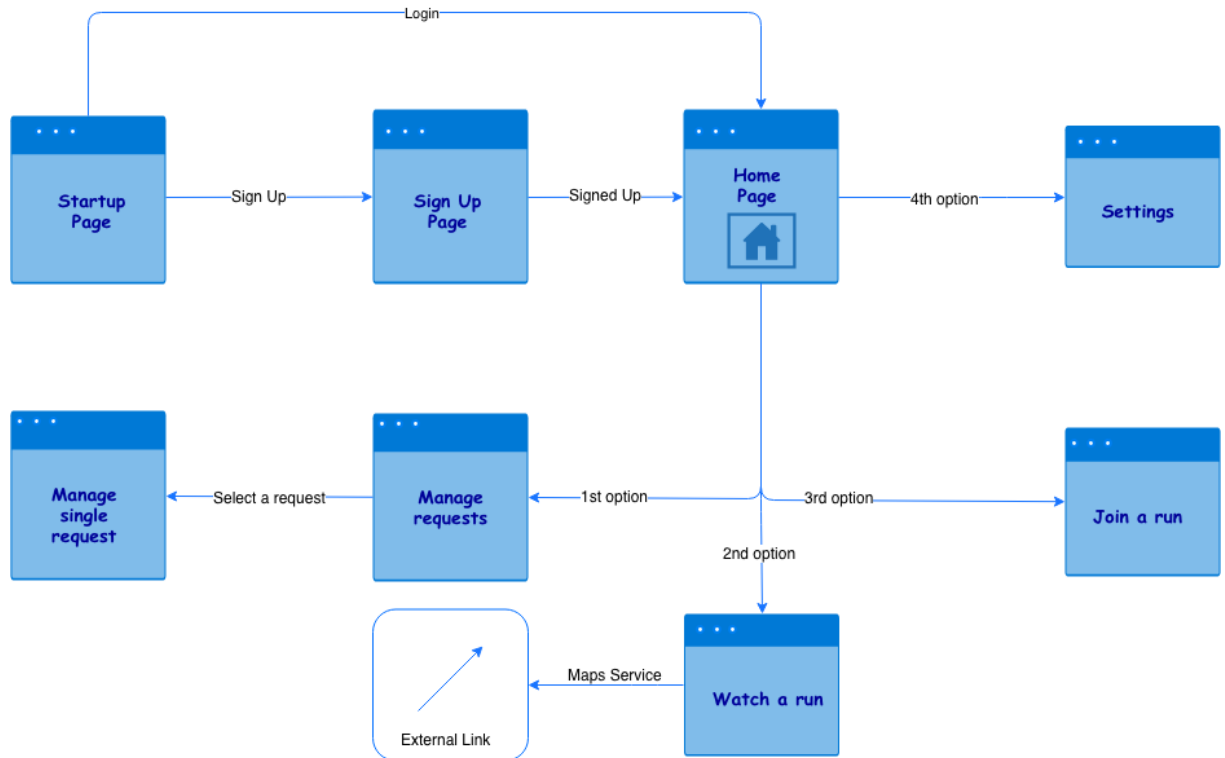 Login
Startup
Page
Sign Up
Sign Up
Page
Signed Up
Home
Page
4th option
Settings
Manage
single
request
Select a request
Manage
requests
1st option
3rd option
Join a run
2nd option
External Link
Maps Service
Watch a run